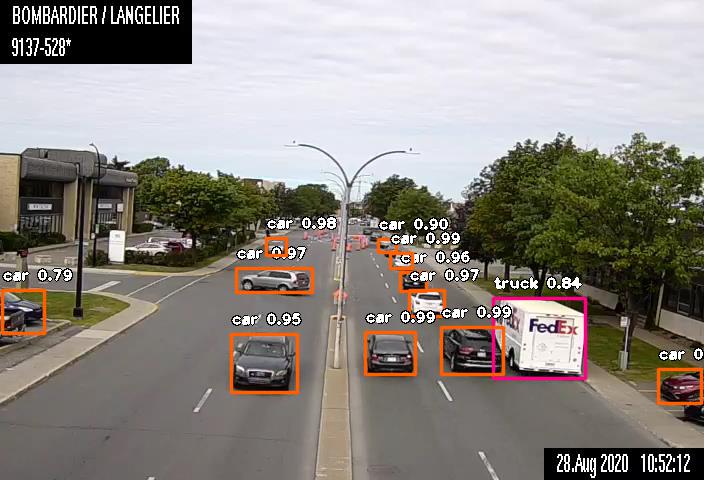 BOMBARDIER / LANGELIER
9137-528*
car 0.98
car 0.90
car 0.99
car 0.97
car 0.96
car 0.79
car 0.97
truck 0.84
car 0.95
car 0.99
car 0.99
FedEx
car 0
28.Aug 2020 10:52:12